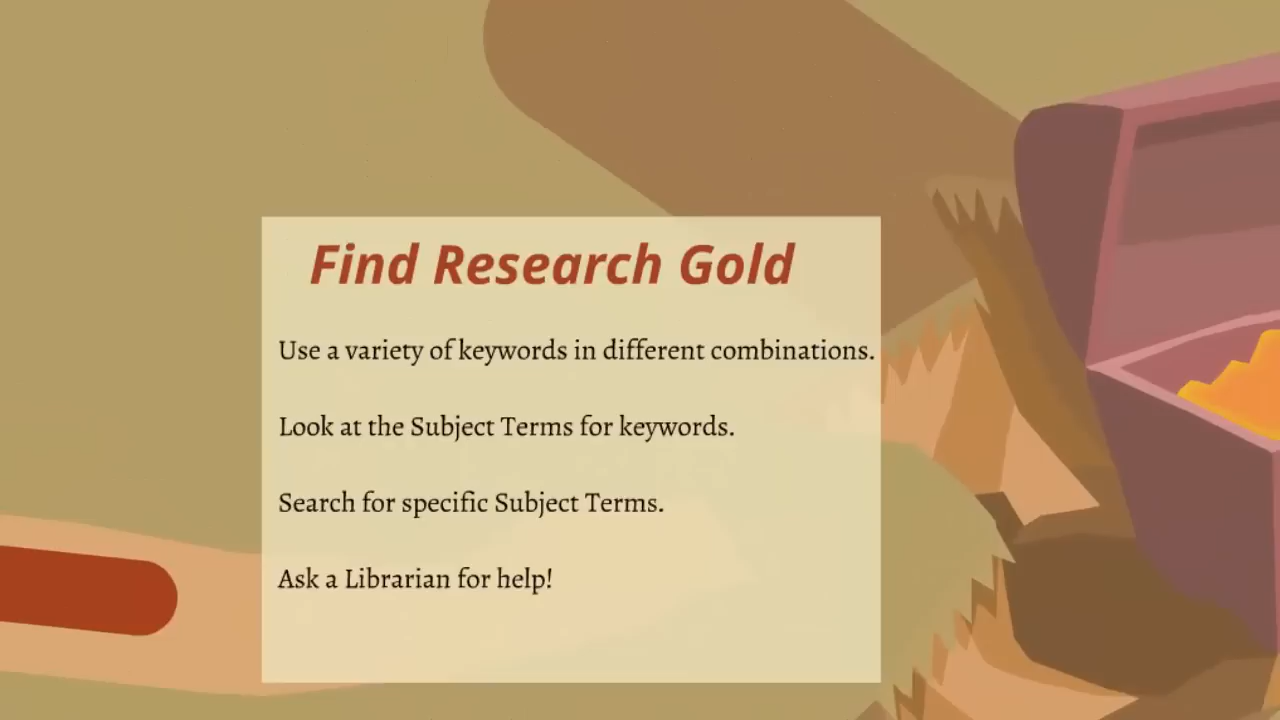 Find Research Gold
Use a variety of keywords in different combinations.
Look at the Subject Terms for keywords.
Search for specific Subject Terms.
Ask a Librarian for help!